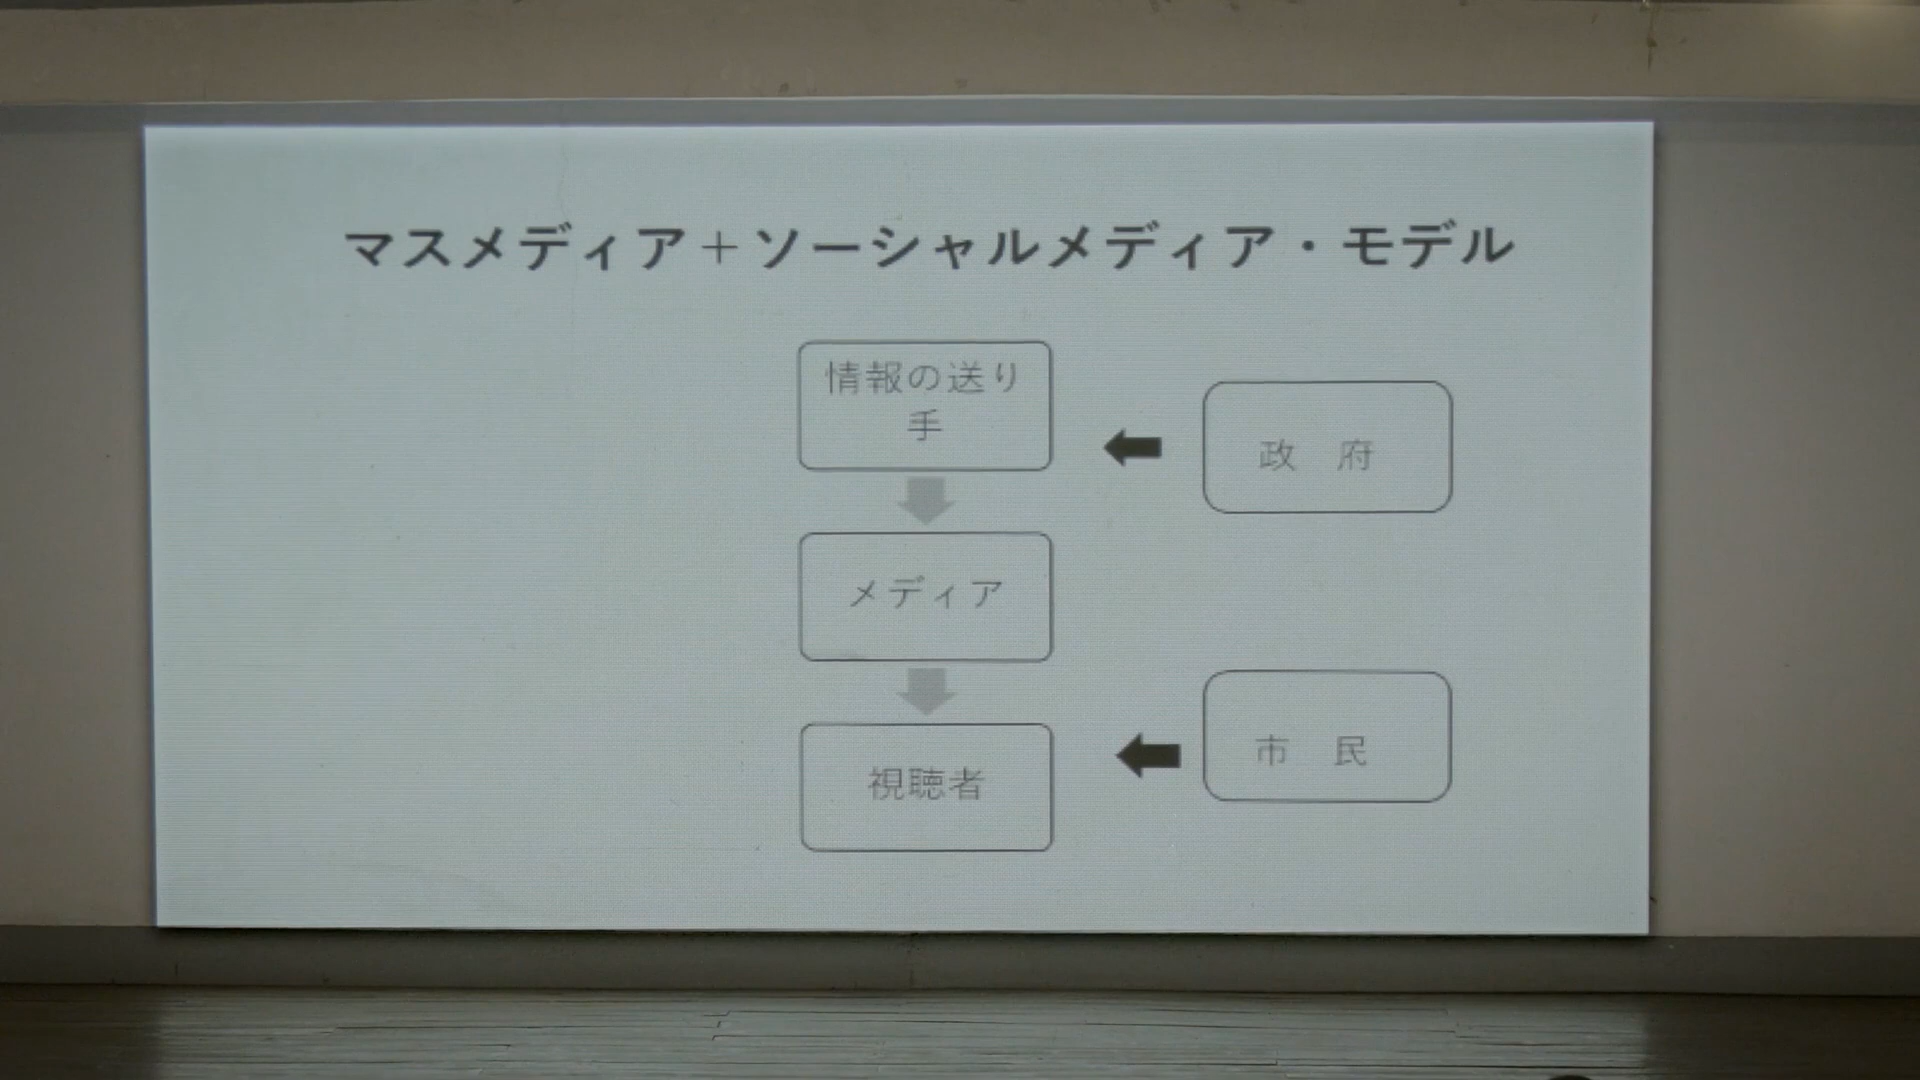 マスメディア＋ソーシャルメディア・モデル
情報の送り
手
政　府
メディア
市　民
視聴者